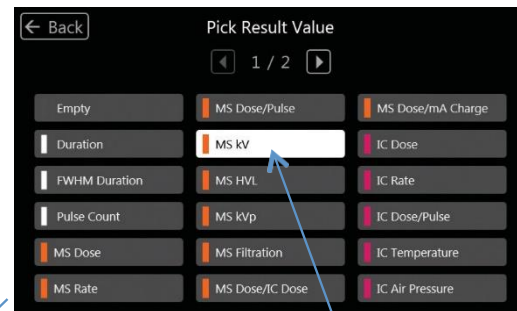 ← Back
Pick Result Value
1 / 2
Empty
MS Dose/Pulse
MS Dose/mA Charge
Duration
MS kV
IC Dose
FWHM Duration
MS HVL
IC Rate
Pulse Count
MS kVp
IC Dose/Pulse
MS Dose
MS Filtration
IC Temperature
MS Rate
MS Dose/IC Dose
IC Air Pressure